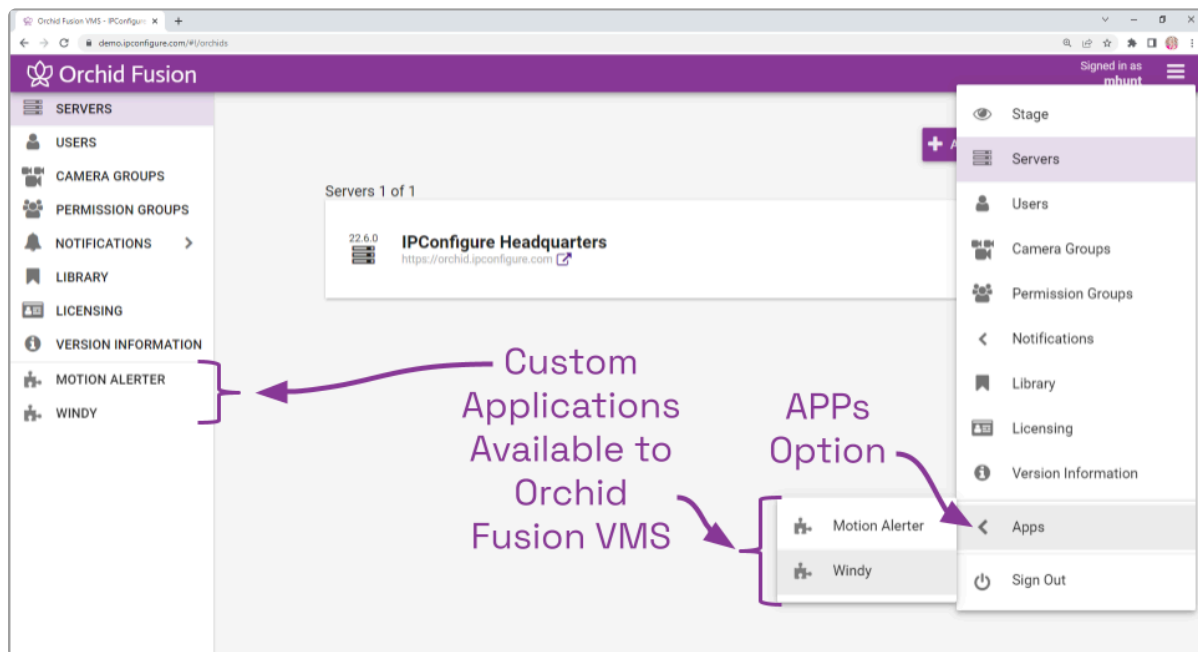 Orchid Fusion VMS - IPConfigure
demo.ipconfigure.com/#!/orchids
Orchid Fusion
Signed in as
mhunt
SERVERS
USERS
CAMERA GROUPS
PERMISSION GROUPS
NOTIFICATIONS
LIBRARY
LICENSING
VERSION INFORMATION
MOTION ALERTER
WINDY
Servers 1 of 1
22.6.0
IPConfigure Headquarters
https://orchid.ipconfigure.com
Custom
Applications
Available to
Orchid
Fusion VMS
APPs
Option
Stage
Servers
Users
Camera Groups
Permission Groups
Notifications
Library
Licensing
Version Information
Apps
Sign Out
Motion Alerter
Windy